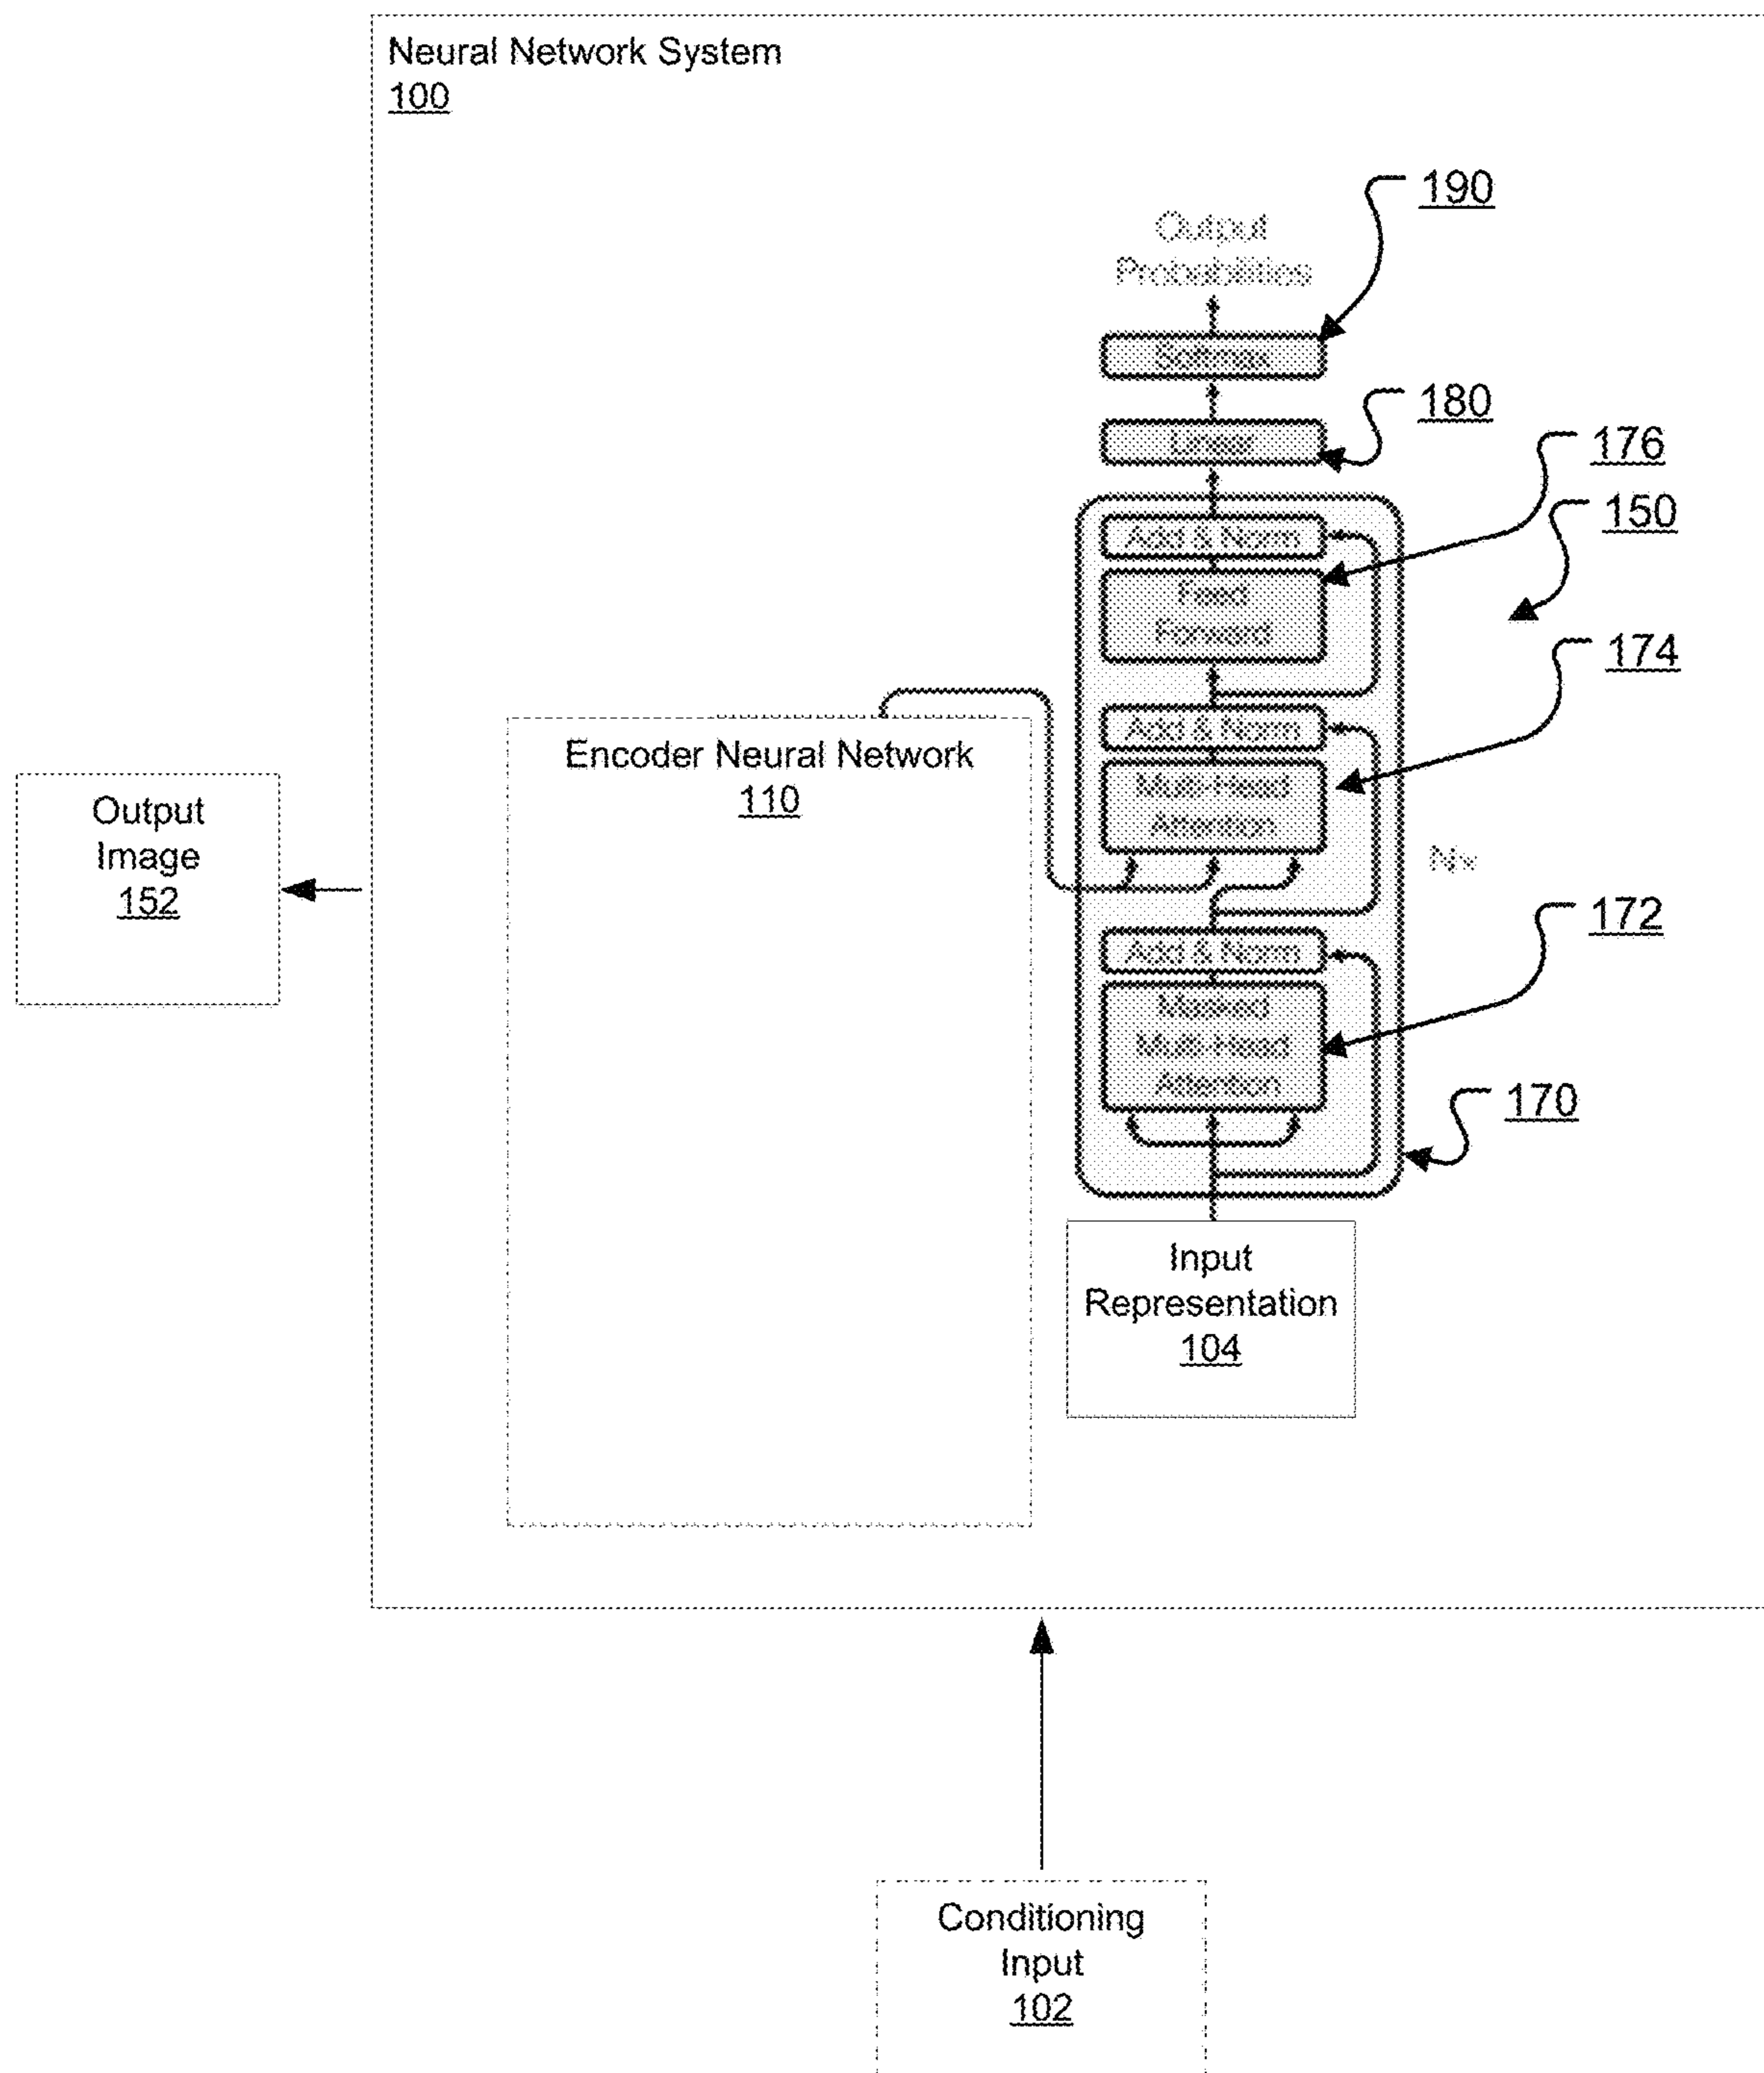 Neural Network System
100
190
Output
Probabilities
Softmax
180
Linear
176
150
Add & Norm
Feed
Forward
174
Add & Norm
Multi-Head
Attention
Nx
172
Add & Norm
Masked
Multi-Head
Attention
170
Encoder Neural Network
110
Output
Image
152
Input
Representation
104
Conditioning
Input
102